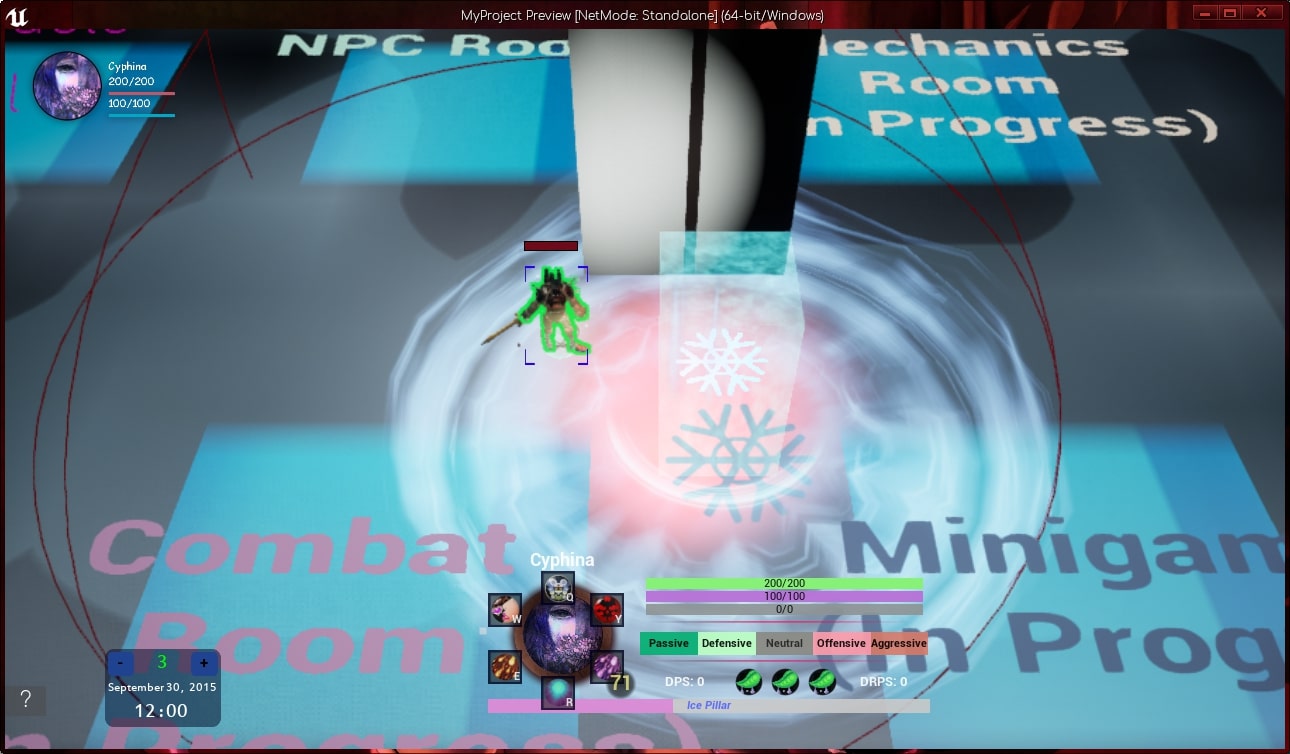 MyProject Preview [NetMode: Standalone] (64-bit/Windows)
NPC Roo
lechanics
Room
n Progress)
Cyphina
200/200
100/100
Combat
Room
Minigam
(In Prog
n Progress)
Cyphina
Q
W
Y
E
R
71
200/200
100/100
0/0
Passive Defensive Neutral Offensive Aggressive
DPS: 0
DRPS: 0
Ice Pillar
- 3 +
September 30, 2015
12:00
?